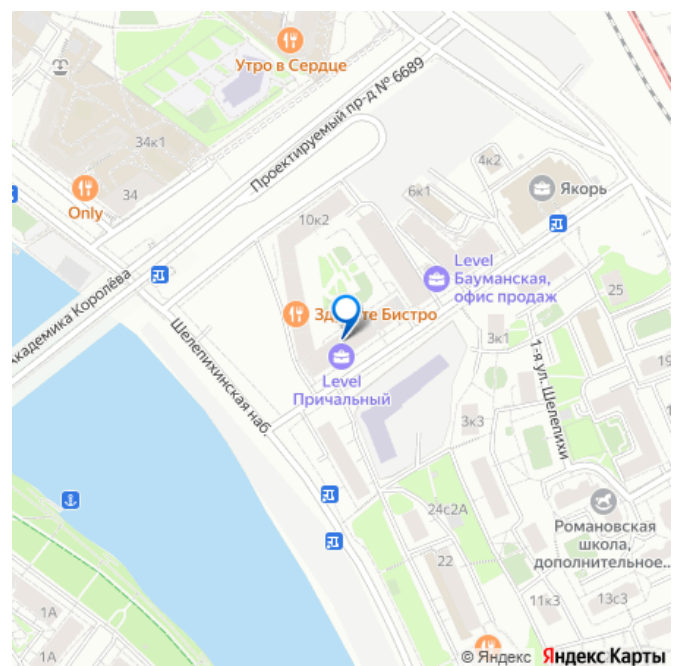 Утро в Сердце
Проектируемый пр-д № 6689
34к1
4к2
6к1
Якорь
34
Only
10к2
Level
Бауманская,
офис продаж
25
Академика Королёва
Шелепихинская наб.
3к1
1-я ул. Шелепихи
19
Level
Причальный
3к3
24с2А
Романовская
школа,
дополнительное...
22
11к3
13с3
1А
1А
© Яндекс Яндекс Карты